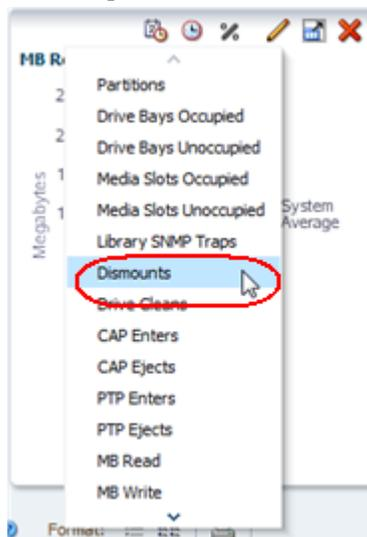 MB R
Partitions
2
Drive Bays Occupied
2
Drive Bays Unoccupied
1
Media Slots Occupied
1
Media Slots Unoccupied
System
Average
Megabytes
Library SNMP Traps
Dismounts
Drive Cleans
CAP Enters
CAP Ejects
PTP Enters
PTP Ejects
MB Read
MB Write
Format: